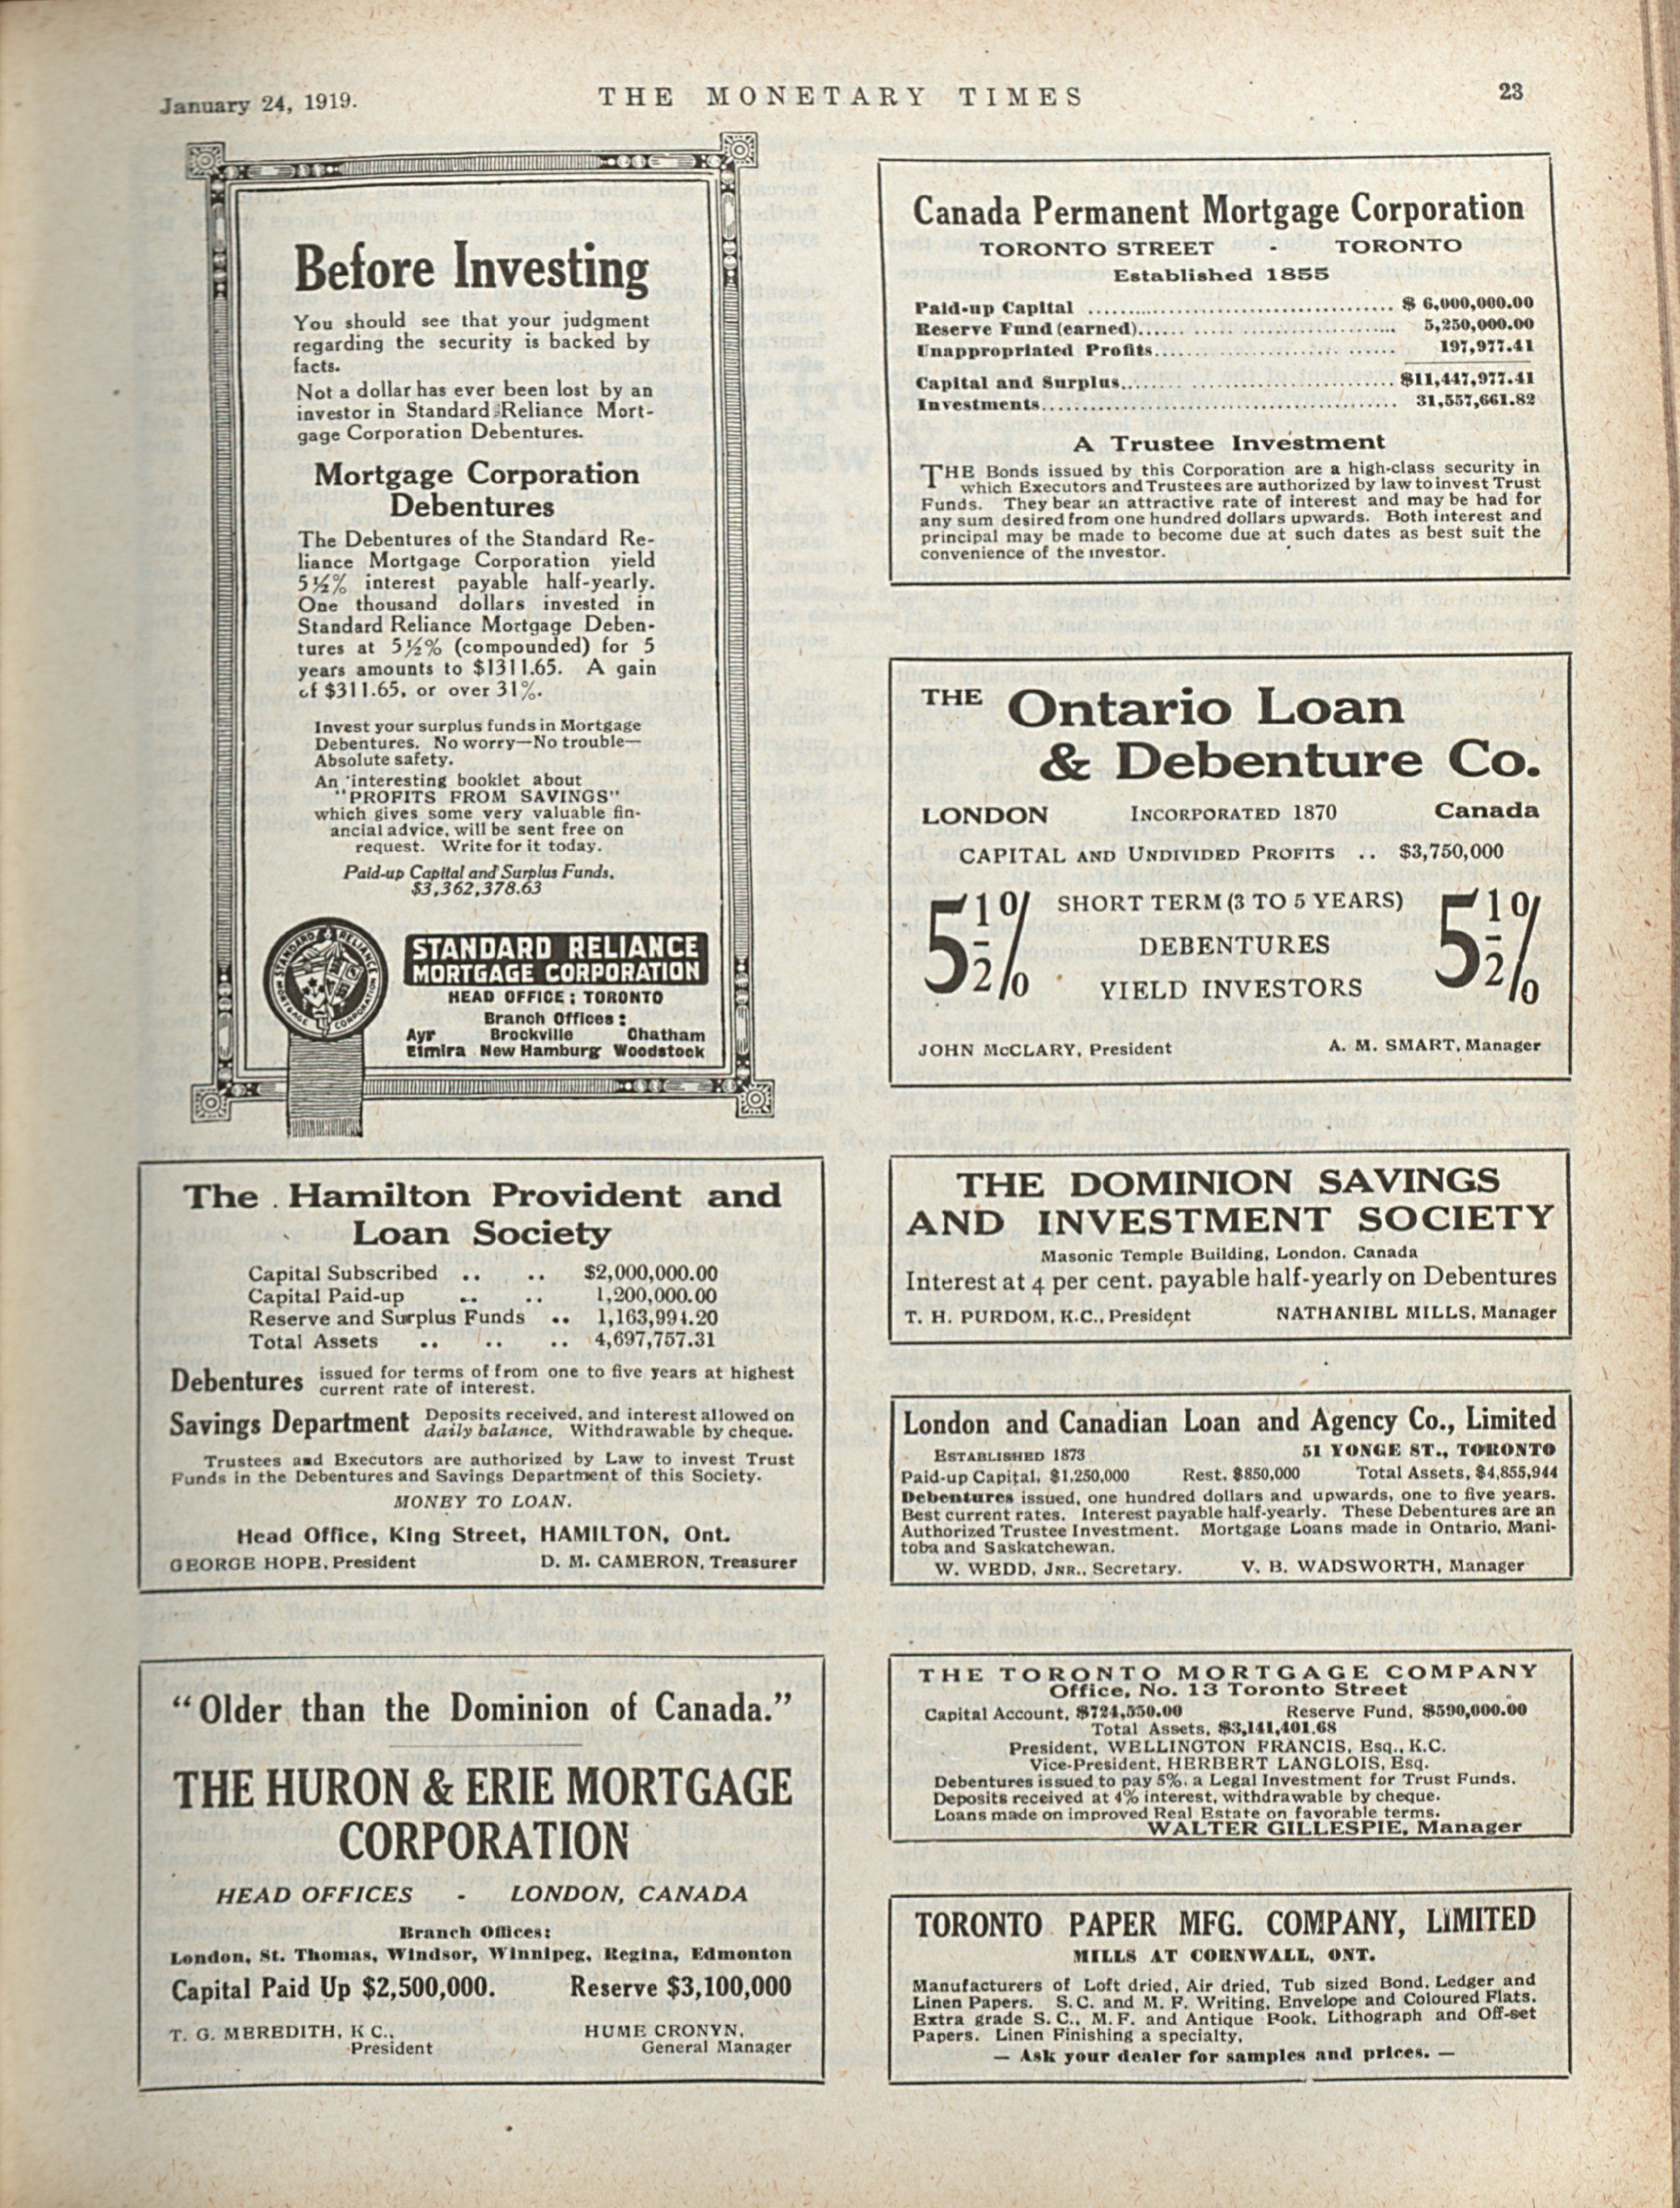 January 24, 1919.
THE MONETARY TIMES
23
Before Investing
You should see that your judgment
regarding the security is backed by
facts.
Not a dollar has ever been lost by an
investor in Standard Reliance Mort-
gage Corporation Debentures.
Mortgage Corporation
Debentures
The Debentures of the Standard Re-
liance Mortgage Corporation yield
5½% interest payable half-yearly.
One thousand dollars invested in
Standard Reliance Mortgage Deben-
tures at 5½% (compounded) for 5
years amounts to $1311.65. A gain
of $311.65, or over 31%.
Invest your surplus funds in Mortgage
Debentures. No worry—No trouble—
Absolute safety.
An interesting booklet about
"PROFITS FROM SAVINGS"
which gives some very valuable fin-
ancial advice, will be sent free on
request. Write for it today.
Paid-up Capital and Surplus Funds,
$3,362,378.63
STANDARD RELIANCE
MORTGAGE CORPORATION
STANDARD RELIANCE
MORTGAGE CORPORATION
HEAD OFFICE: TORONTO
Branch Offices:
Ayr Brockville Chatham
Elmira New Hamburg Woodstock
Canada Permanent Mortgage Corporation
TORONTO STREET - TORONTO
Established 1855
Paid-up Capital .......... $ 6,000,000.00
Reserve Fund (earned).......... 5,250,000.00
Unappropriated Profits.......... 197,977.41
Capital and Surplus.......... $11,447,977.41
Investments.......... 31,557,661.82
A Trustee Investment
THE Bonds issued by this Corporation are a high-class security in
which Executors and Trustees are authorized by law to invest Trust
Funds. They bear an attractive rate of interest and may be had for
any sum desired from one hundred dollars upwards. Both interest and
principal may be made to become due at such dates as best suit the
convenience of the investor.
THE Ontario Loan
& Debenture Co.
LONDON INCORPORATED 1870 Canada
CAPITAL AND UNDIVIDED PROFITS .. $3,750,000
5½% SHORT TERM (3 TO 5 YEARS) 5½%
DEBENTURES
YIELD INVESTORS
JOHN McCLARY, President A. M. SMART, Manager
The Hamilton Provident and
Loan Society
Capital Subscribed .. .. $2,000,000.00
Capital Paid-up .. .. 1,200,000.00
Reserve and Surplus Funds .. 1,163,994.20
Total Assets .. .. .. 4,697,757.31
Debentures issued for terms of from one to five years at highest
current rate of interest.
Savings Department Deposits received, and interest allowed on
daily balance. Withdrawable by cheque.
Trustees and Executors are authorized by Law to invest Trust
Funds in the Debentures and Savings Department of this Society.
MONEY TO LOAN.
Head Office, King Street, HAMILTON, Ont.
GEORGE HOPE, President D. M. CAMERON, Treasurer
THE DOMINION SAVINGS
AND INVESTMENT SOCIETY
Masonic Temple Building, London, Canada
Interest at 4 per cent. payable half-yearly on Debentures
T. H. PURDOM, K.C., President NATHANIEL MILLS, Manager
London and Canadian Loan and Agency Co., Limited
ESTABLISHED 1873 51 YONGE ST., TORONTO
Paid-up Capital, $1,250,000 Rest, $850,000 Total Assets, $4,855,944
Debentures issued, one hundred dollars and upwards, one to five years.
Best current rates. Interest payable half-yearly. These Debentures are an
Authorized Trustee Investment. Mortgage Loans made in Ontario, Mani-
toba and Saskatchewan.
W. WEDD, JNR., Secretary. V. B. WADSWORTH, Manager
"Older than the Dominion of Canada."
THE HURON & ERIE MORTGAGE
CORPORATION
HEAD OFFICES - LONDON, CANADA
Branch Offices:
London, St. Thomas, Windsor, Winnipeg, Regina, Edmonton
Capital Paid Up $2,500,000. Reserve $3,100,000
T. G. MEREDITH, K C., HUME CRONYN,
President General Manager
THE TORONTO MORTGAGE COMPANY
Office, No. 13 Toronto Street
Capital Account, $724,550.00 Reserve Fund, $590,000.00
Total Assets, $3,141,401.68
President, WELLINGTON FRANCIS, Esq., K.C.
Vice-President, HERBERT LANGLOIS, Esq.
Debentures issued to pay 5%, a Legal Investment for Trust Funds.
Deposits received at 4% interest, withdrawable by cheque.
Loans made on improved Real Estate on favorable terms.
WALTER GILLESPIE, Manager
TORONTO PAPER MFG. COMPANY, LIMITED
MILLS AT CORNWALL, ONT.
Manufacturers of Loft dried, Air dried, Tub sized Bond, Ledger and
Linen Papers. S. C. and M. F. Writing, Envelope and Coloured Flats.
Extra grade S. C., M. F. and Antique Book, Lithograph and Off-set
Papers. Linen Finishing a specialty.
— Ask your dealer for samples and prices. —